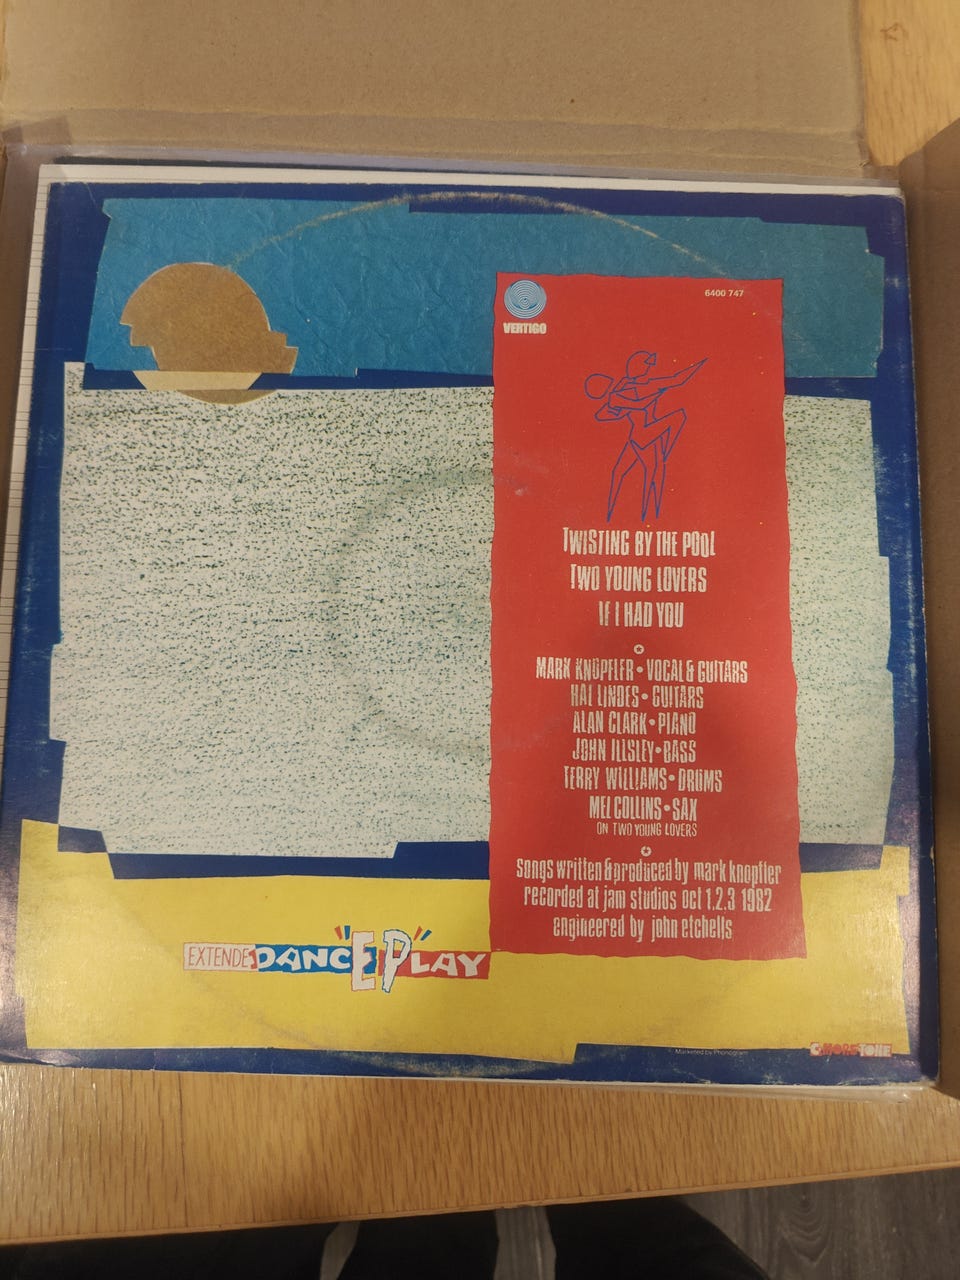 6400 747
VERTIGO
TWISTING BY THE POOL
TWO YOUNG LOVERS
IF I HAD YOU
MARK KNOPFLER • VOCAL & GUITARS
HAL LINDES • GUITARS
ALAN CLARK • PIANO
JOHN ILLSLEY • BASS
TERRY WILLIAMS • DRUMS
MEL COLLINS • SAX
ON TWO YOUNG LOVERS
songs written & produced by mark knopfler
recorded at jam studios oct 1.2.3 1982
engineered by john etchells
EXTENDEDANCE "EP"LAY
Marketed by Phonogram
C·MORETONE